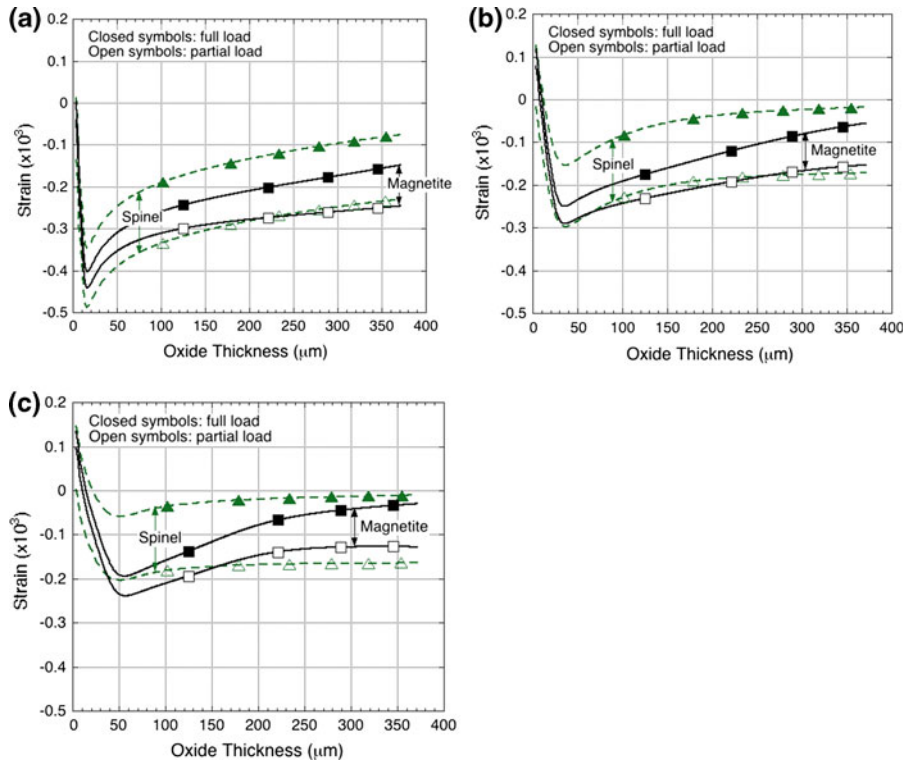 (a)
Closed symbols: full load
Open symbols: partial load
0.2
0.1
0
-0.1
-0.2
-0.3
-0.4
-0.5
Strain (x10³)
Spinel
Magnetite
0 50 100 150 200 250 300 350 400
Oxide Thickness (μm)
(b)
Closed symbols: full load
Open symbols: partial load
0.2
0.1
0
-0.1
-0.2
-0.3
-0.4
-0.5
Strain (x10³)
Spinel
Magnetite
0 50 100 150 200 250 300 350 400
Oxide Thickness (μm)
(c)
Closed symbols: full load
Open symbols: partial load
0.2
0.1
0
-0.1
-0.2
-0.3
-0.4
-0.5
Strain (x10³)
Spinel
Magnetite
0 50 100 150 200 250 300 350 400
Oxide Thickness (μm)